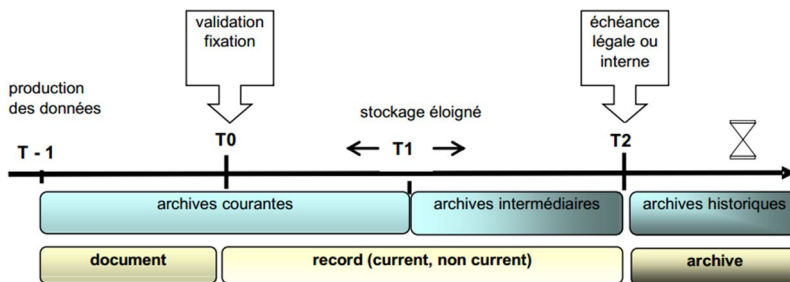 validation
fixation
échéance
légale ou
interne
production
des données
stockage éloigné
T - 1
T0
T1
T2
archives courantes
archives intermédiaires
archives historiques
document
record (current, non current)
archive